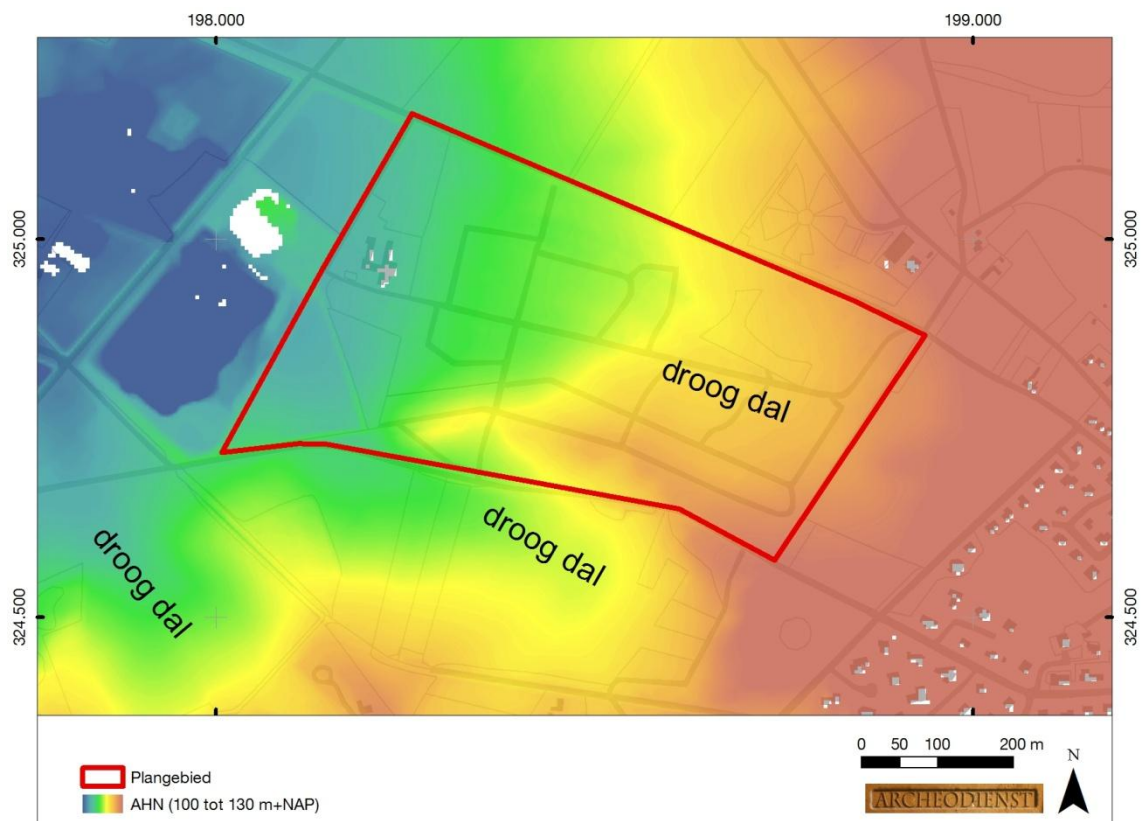 198.000
199.000
325.000
325.000
droog dal
droog dal
droog dal
324.500
324.500
Plangebied
AHN (100 tot 130 m+NAP)
0 50 100 200 m
N
ARCHEODIENST